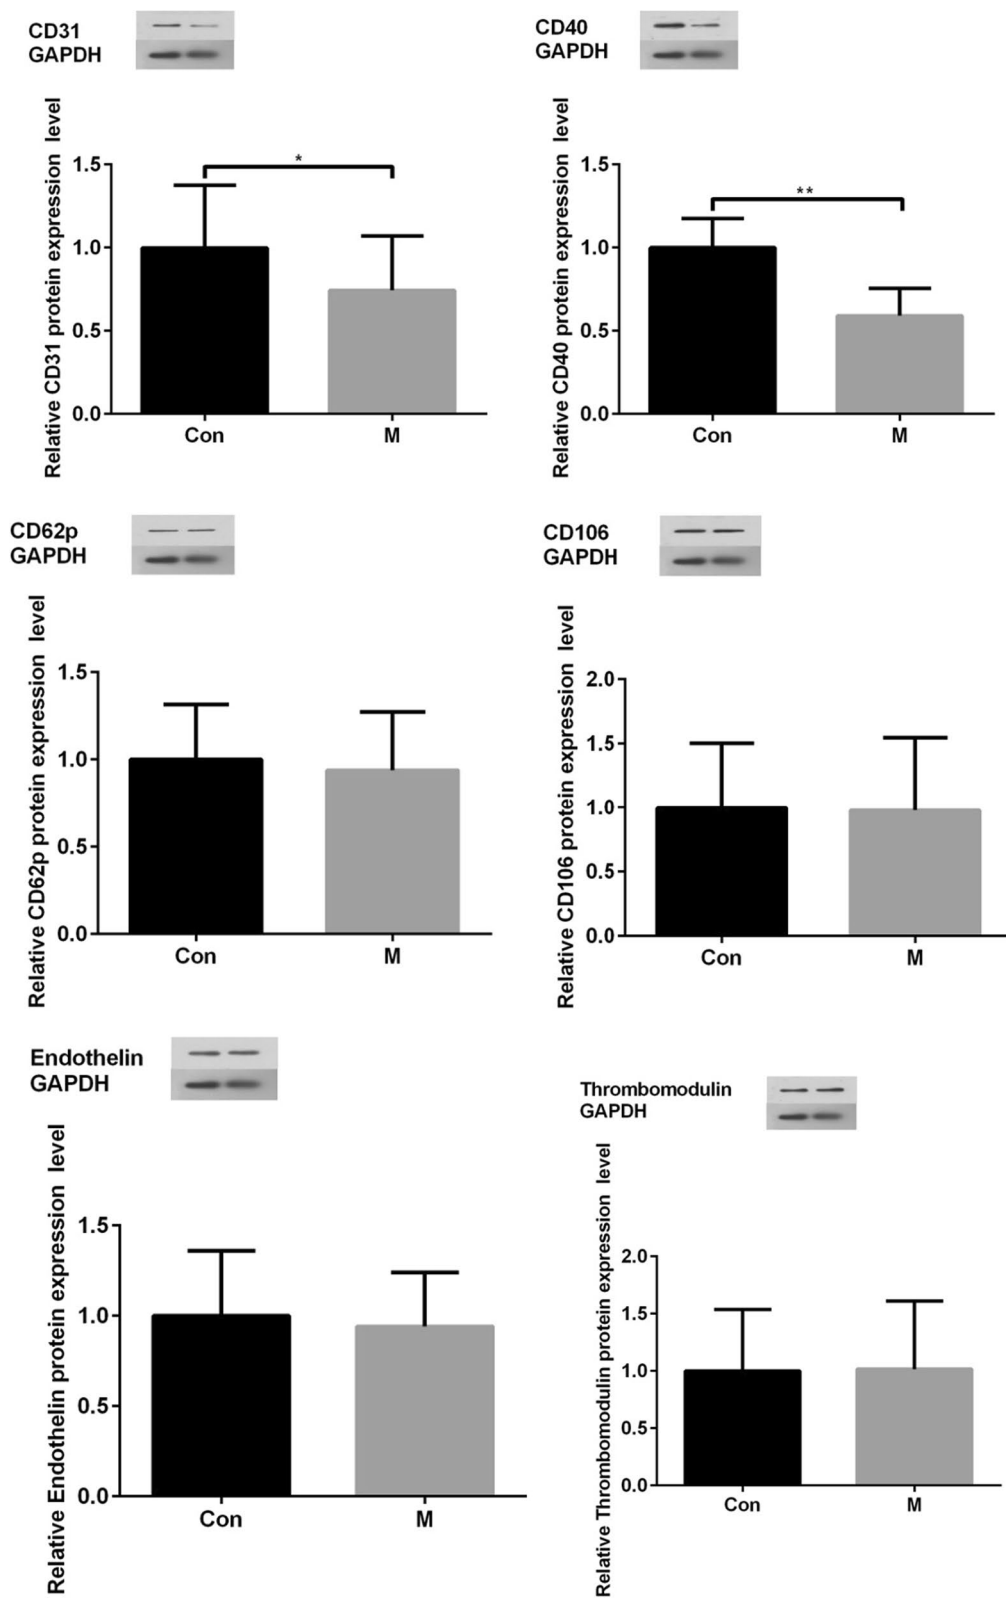 CD31
GAPDH
Relative CD31 protein expression level
1.5
1.0
0.5
0.0
*
Con
M
CD40
GAPDH
Relative CD40 protein expression level
1.5
1.0
0.5
0.0
**
Con
M
CD62p
GAPDH
Relative CD62p protein expression level
1.5
1.0
0.5
0.0
Con
M
CD106
GAPDH
Relative CD106 protein expression level
2.0
1.5
1.0
0.5
0.0
Con
M
Endothelin
GAPDH
Relative Endothelin protein expression level
1.5
1.0
0.5
0.0
Con
M
Thrombomodulin
GAPDH
Relative Thrombomodulin protein expression level
2.0
1.5
1.0
0.5
0.0
Con
M